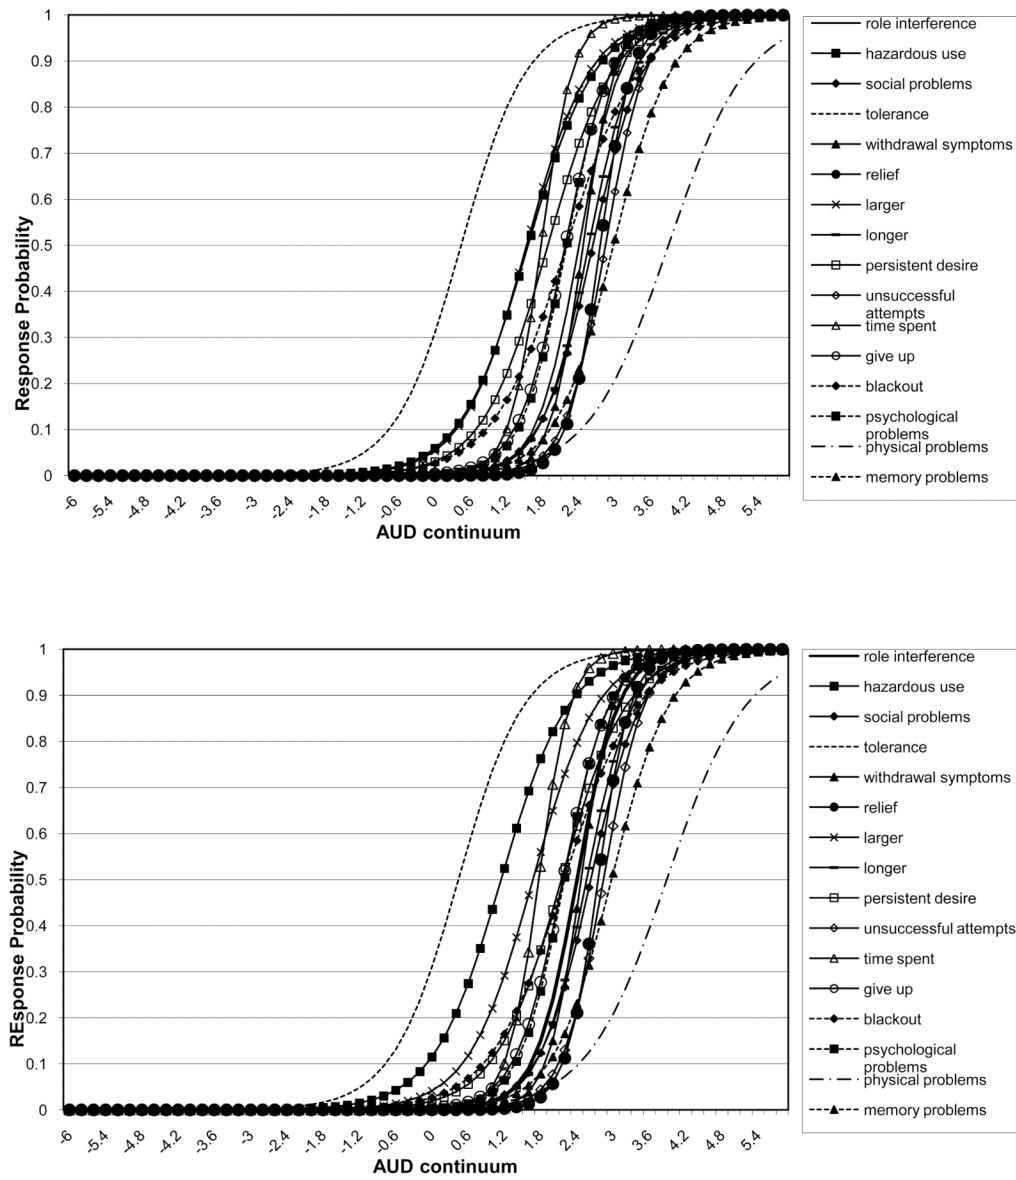 1
0.9
0.8
0.7
0.6
0.5
0.4
0.3
0.2
0.1
0
Response Probability
-6
-5.4
-4.8
-4.2
-3.6
-3
-2.4
-1.8
-1.2
-0.6
0
0.6
1.2
1.8
2.4
3
3.6
4.2
4.8
5.4
AUD continuum
role interference
hazardous use
social problems
tolerance
withdrawal symptoms
relief
larger
longer
persistent desire
unsuccessful
attempts
time spent
give up
blackout
psychological
problems
physical problems
memory problems
1
0.9
0.8
0.7
0.6
0.5
0.4
0.3
0.2
0.1
0
REsponse Probability
-6
-5.4
-4.8
-4.2
-3.6
-3
-2.4
-1.8
-1.2
-0.6
0
0.6
1.2
1.8
2.4
3
3.6
4.2
4.8
5.4
AUD continuum
role interference
hazardous use
social problems
tolerance
withdrawal symptoms
relief
larger
longer
persistent desire
unsuccessful attempts
time spent
give up
blackout
psychological
problems
physical problems
memory problems